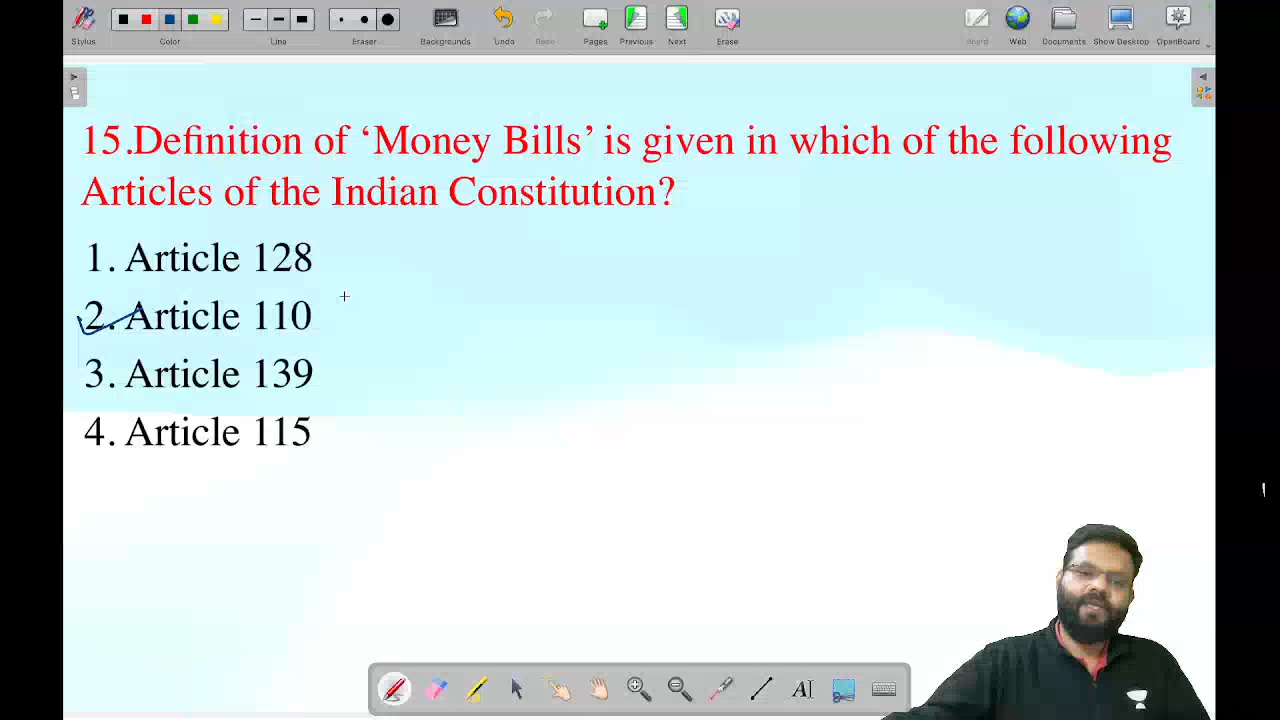 Stylus Color Line Eraser Backgrounds Undo Redo Pages Previous Next Erase Board Web Documents Show Desktop OpenBoard
15.Definition of ‘Money Bills’ is given in which of the following
Articles of the Indian Constitution?
1. Article 128
2. Article 110
3. Article 139
4. Article 115